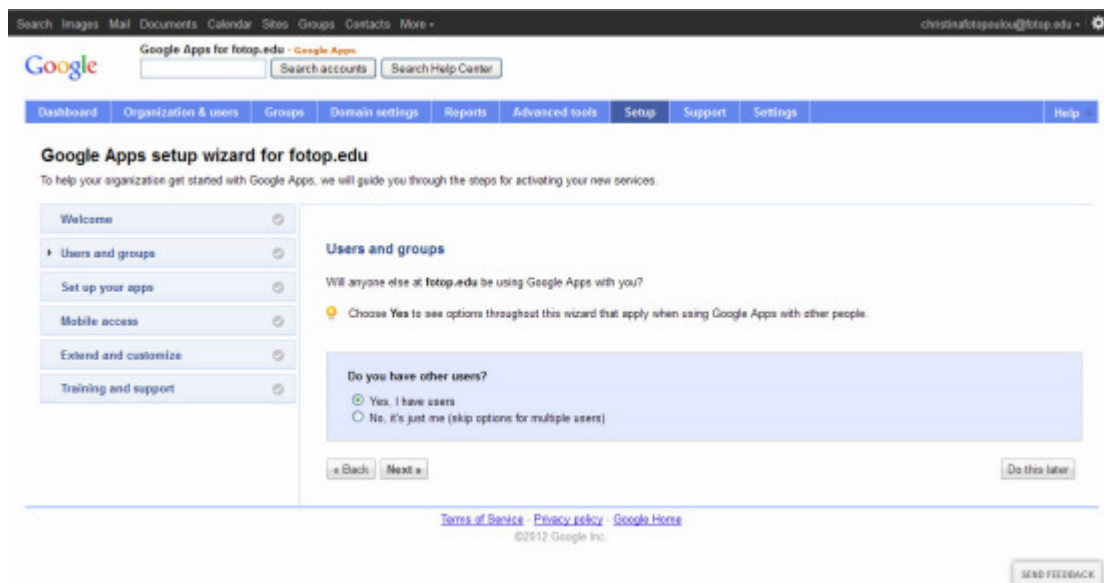 Search Images Mail Documents Calendar Sites Groups Contacts More
christinafotopoulou@fotop.edu
Google
Google Apps for fotop.edu - Google Apps
Search accounts Search Help Center
Dashboard Organization & users Groups Domain settings Reports Advanced tools Setup Support Settings Help
Google Apps setup wizard for fotop.edu
To help your organization get started with Google Apps, we will guide you through the steps for activating your new services.
Welcome
Users and groups
Set up your apps
Mobile access
Extend and customize
Training and support
Users and groups
Will anyone else at fotop.edu be using Google Apps with you?
Choose Yes to see options throughout this wizard that apply when using Google Apps with other people.
Do you have other users?
Yes, I have users
No, it's just me (skip options for multiple users)
« Back Next » Do this later
Terms of Service - Privacy policy - Google Home
©2012 Google Inc.
SEND FEEDBACK